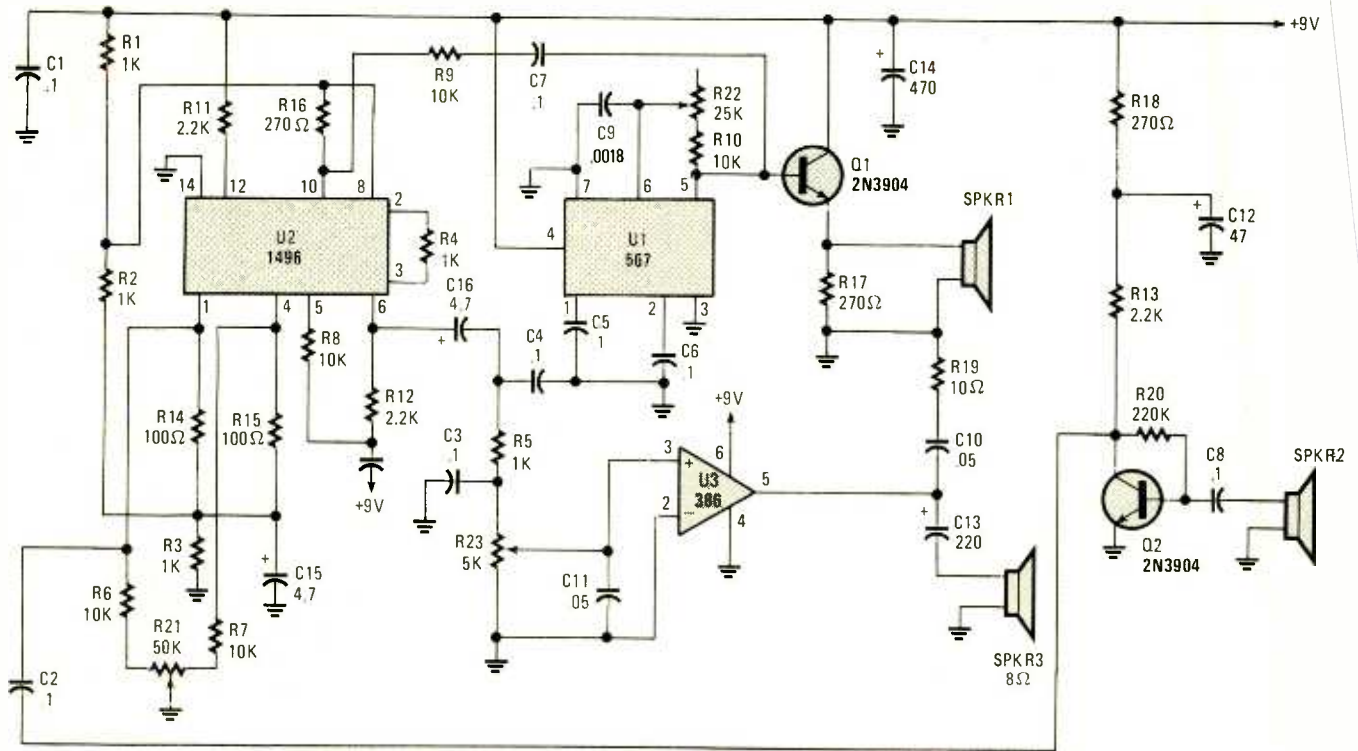 +9V
C1
.1
R1
1K
R11
2.2K
R16
270Ω
R9
10K
C7
.1
C9
.0018
R22
25K
R10
10K
C14
470
Q1
2N3904
SPKR1
R18
270Ω
C12
47
14
12
10
8
2
3
U2
1496
R4
1K
7
6
5
4
U1
567
R2
1K
1
4
5
6
C16
4.7
+
R8
10K
R12
2.2K
+9V
1
2
3
C5
1
C4
.1
C6
1
R17
270Ω
R19
10Ω
R13
2.2K
R20
220K
R14
100Ω
R15
100Ω
C3
.1
R5
1K
+9V
3
6
+
U3
386
5
2
−
4
C10
.05
C8
.1
SPKR2
Q2
2N3904
+
C13
220
R3
1K
+
C15
4.7
R23
5K
C11
05
R6
10K
R21
50K
R7
10K
C2
1
SPKR3
8Ω
+
+